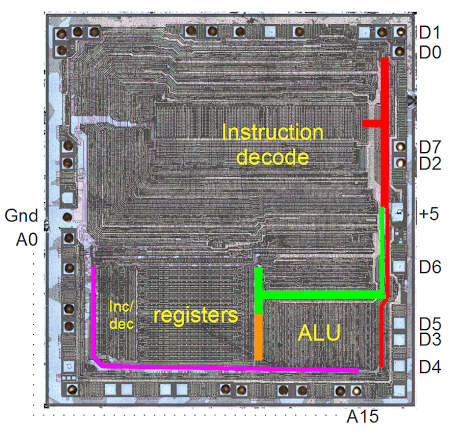 D1
D0
Instruction
decode
D7
D2
Gnd
+5
A0
D6
Inc/
dec
registers
ALU
D5
D3
D4
A15